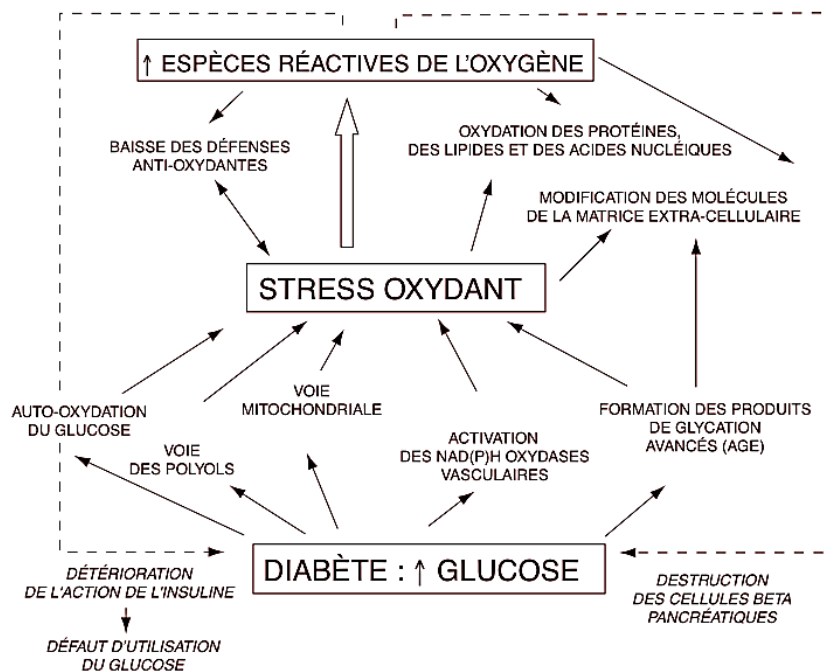 ↑ ESPÈCES RÉACTIVES DE L'OXYGÈNE
BAISSE DES DÉFENSES
ANTI-OXYDANTES
OXYDATION DES PROTÉINES,
DES LIPIDES ET DES ACIDES NUCLÉIQUES
MODIFICATION DES MOLÉCULES
DE LA MATRICE EXTRA-CELLULAIRE
STRESS OXYDANT
AUTO-OXYDATION
DU GLUCOSE
VOIE
DES POLYOLS
VOIE
MITOCHONDRIALE
ACTIVATION
DES NAD(P)H OXYDASES
VASCULAIRES
FORMATION DES PRODUITS
DE GLYCATION
AVANCÉS (AGE)
DIABÈTE : ↑ GLUCOSE
DÉTÉRIORATION
DE L'ACTION DE L'INSULINE
DÉFAUT D'UTILISATION
DU GLUCOSE
DESTRUCTION
DES CELLULES BETA
PANCRÉATIQUES